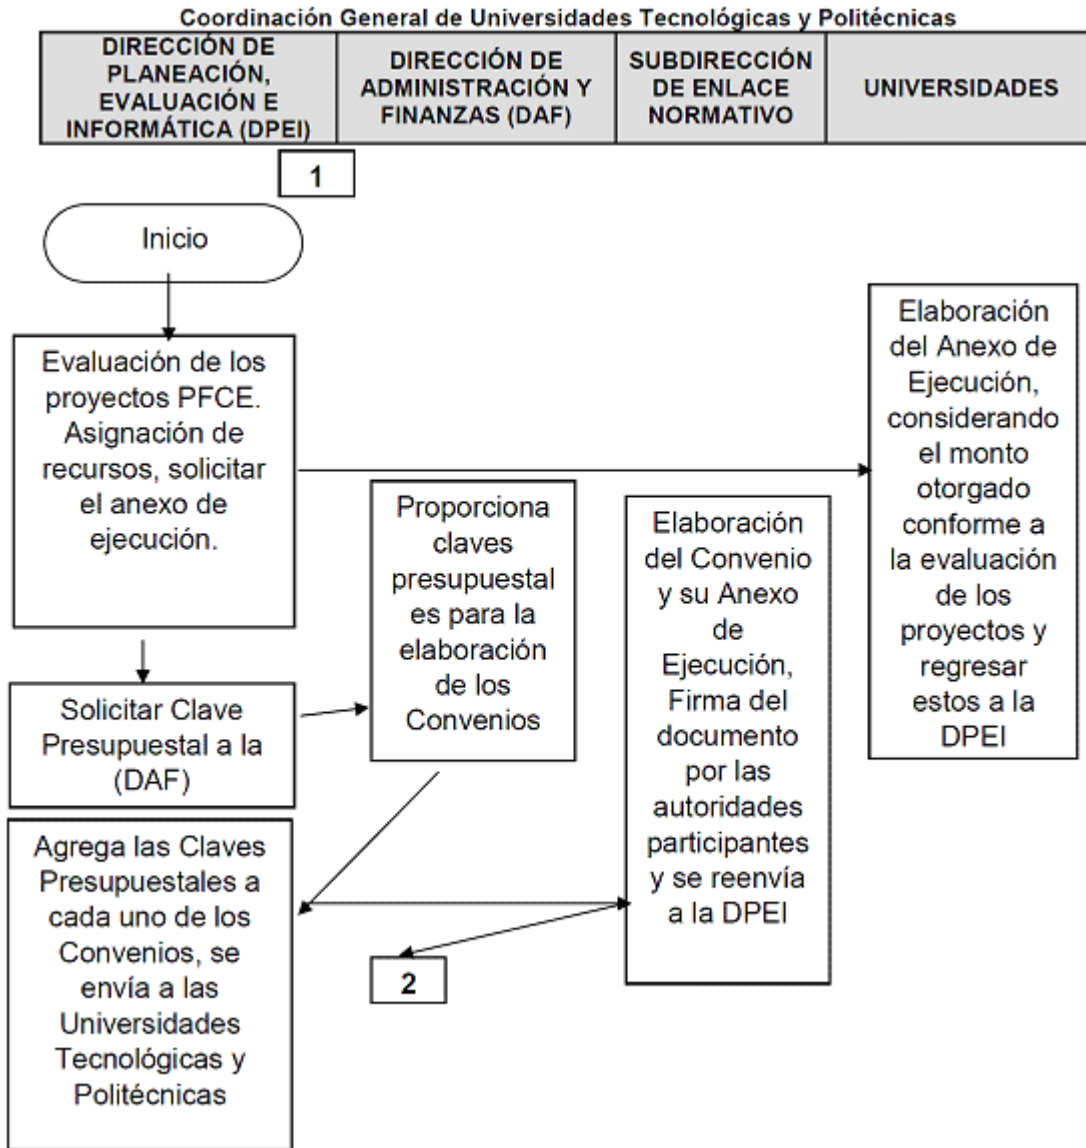 Coordinación General de Universidades Tecnológicas y Politécnicas
DIRECCIÓN DE
PLANEACIÓN,
EVALUACIÓN E
INFORMÁTICA (DPEI)
DIRECCIÓN DE
ADMINISTRACIÓN Y
FINANZAS (DAF)
SUBDIRECCIÓN
DE ENLACE
NORMATIVO
UNIVERSIDADES
1
Inicio
Evaluación de los
proyectos PFCE.
Asignación de
recursos, solicitar
el anexo de
ejecución.
Elaboración
del Anexo de
Ejecución,
considerando
el monto
otorgado
conforme a
la evaluación
de los
proyectos y
regresar
estos a la
DPEI
Solicitar Clave
Presupuestal a la
(DAF)
Proporciona
claves
presupuestal
es para la
elaboración
de los
Convenios
Agrega las Claves
Presupuestales a
cada uno de los
Convenios, se
envía a las
Universidades
Tecnológicas y
Politécnicas
Elaboración
del Convenio
y su Anexo
de
Ejecución,
Firma del
documento
por las
autoridades
participantes
y se reenvía
a la DPEI
2